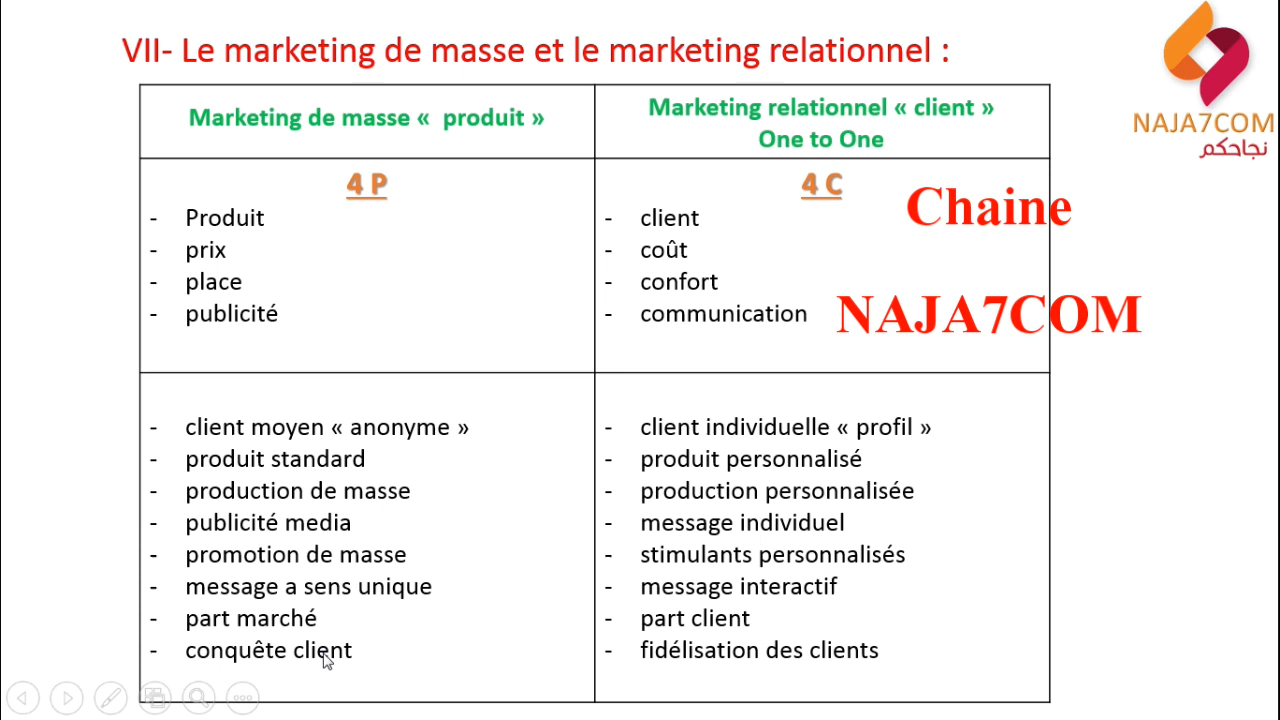 VII- Le marketing de masse et le marketing relationnel :
NAJA7COM
نجاحكم
Marketing de masse «  produit »
Marketing relationnel « client »
One to One
4 P
- Produit
- prix
- place
- publicité
4 C
- client
- coût
- confort
- communication
Chaine
NAJA7COM
- client moyen « anonyme »
- produit standard
- production de masse
- publicité media
- promotion de masse
- message a sens unique
- part marché
- conquête client
- client individuelle « profil »
- produit personnalisé
- production personnalisée
- message individuel
- stimulants personnalisés
- message interactif
- part client
- fidélisation des clients